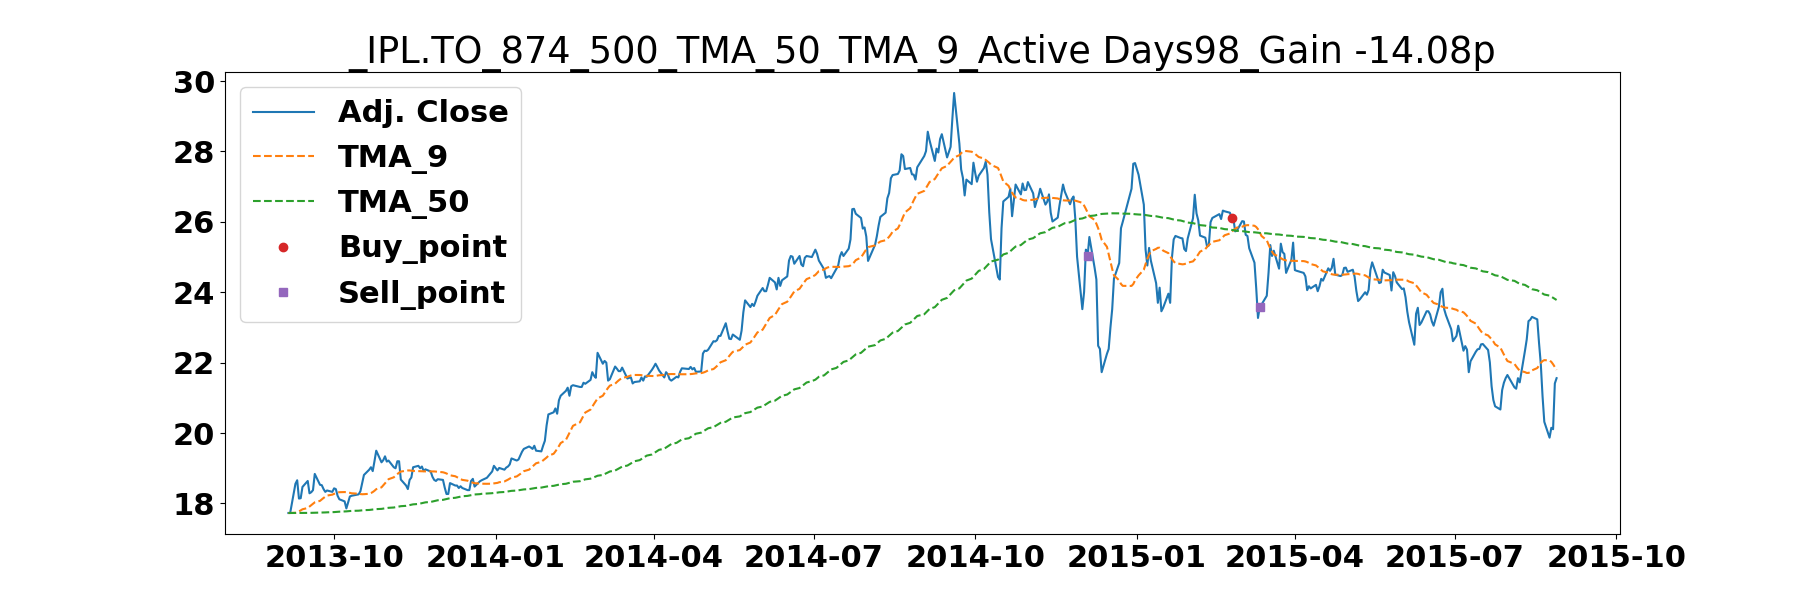 _IPL.TO_874_500_TMA_50_TMA_9_Active Days98_Gain -14.08p
30
28
26
24
22
20
18
Adj. Close
TMA_9
TMA_50
Buy_point
Sell_point
2013-10 2014-01 2014-04 2014-07 2014-10 2015-01 2015-04 2015-07 2015-10